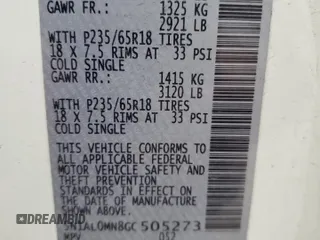 GAWR FR.: 1325 KG
2921 LB
WITH P235/65R18 TIRES
18 X 7.5 RIMS AT 33 PSI
COLD SINGLE
GAWR RR.: 1415 KG
3120 LB
WITH P235/65R18 TIRES
18 X 7.5 RIMS AT 33 PSI
COLD SINGLE
THIS VEHICLE CONFORMS TO
ALL APPLICABLE FEDERAL
MOTOR VEHICLE SAFETY AND
THEFT PREVENTION
STANDARDS IN EFFECT ON
THE DATE OF MANUFACTURE
SHOWN ABOVE.
5N1AL0MN8GC505273
MPV 052
DREAMBID